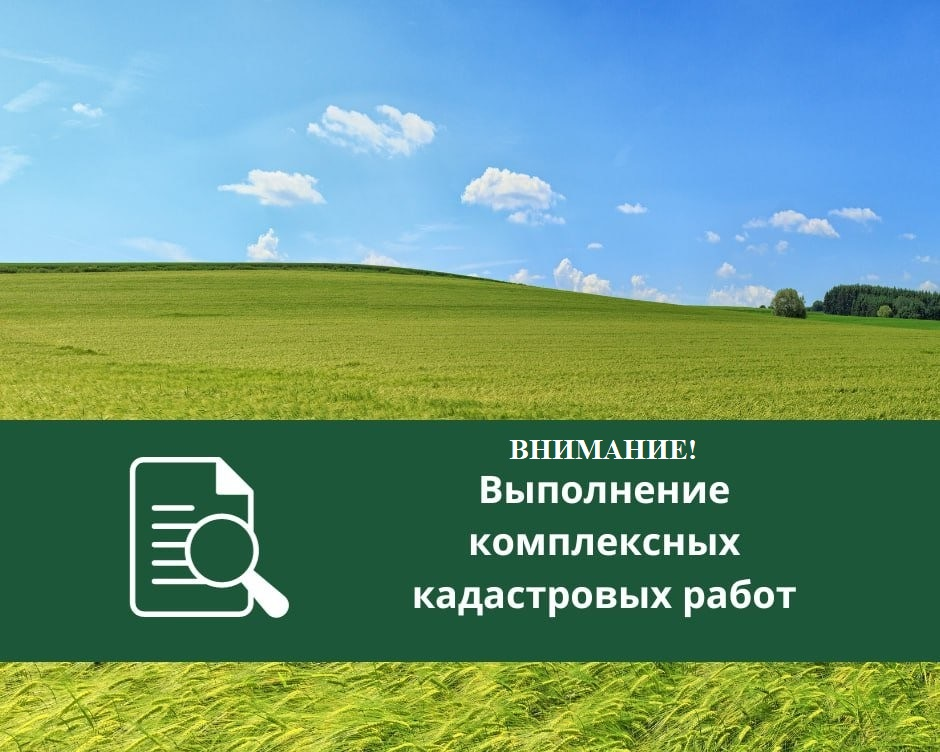 ВНИМАНИЕ!
Выполнение
комплексных
кадастровых работ